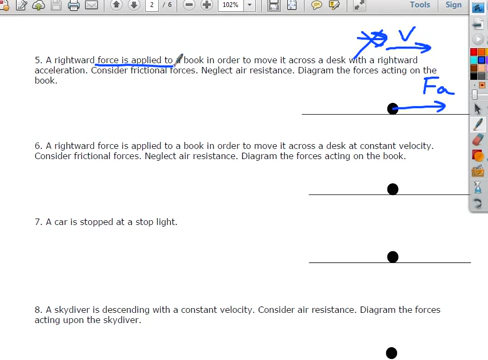 2 / 6
102%
Tools
Sign
V
5. A rightward force is applied to a book in order to move it across a desk with a rightward
acceleration. Consider frictional forces. Neglect air resistance. Diagram the forces acting on the
book.
Fa
6. A rightward force is applied to a book in order to move it across a desk at constant velocity.
Consider frictional forces. Neglect air resistance. Diagram the forces acting on the book.
7. A car is stopped at a stop light.
8. A skydiver is descending with a constant velocity. Consider air resistance. Diagram the forces
acting upon the skydiver.